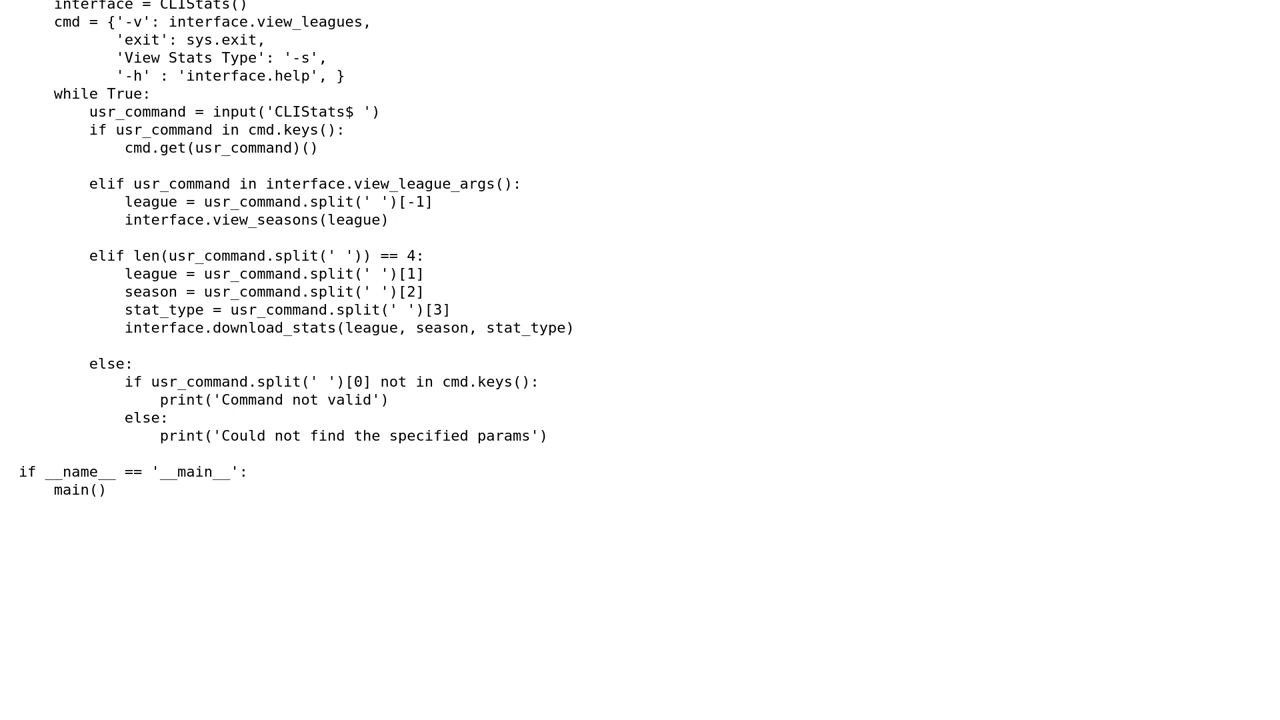 interface = CLIStats()
cmd = {'-v': interface.view_leagues,
'exit': sys.exit,
'View Stats Type': '-s',
'-h' : 'interface.help', }
while True:
usr_command = input('CLIStats$ ')
if usr_command in cmd.keys():
cmd.get(usr_command)()
elif usr_command in interface.view_league_args():
league = usr_command.split(' ')[-1]
interface.view_seasons(league)
elif len(usr_command.split(' ')) == 4:
league = usr_command.split(' ')[1]
season = usr_command.split(' ')[2]
stat_type = usr_command.split(' ')[3]
interface.download_stats(league, season, stat_type)
else:
if usr_command.split(' ')[0] not in cmd.keys():
print('Command not valid')
else:
print('Could not find the specified params')
if __name__ == '__main__':
main()